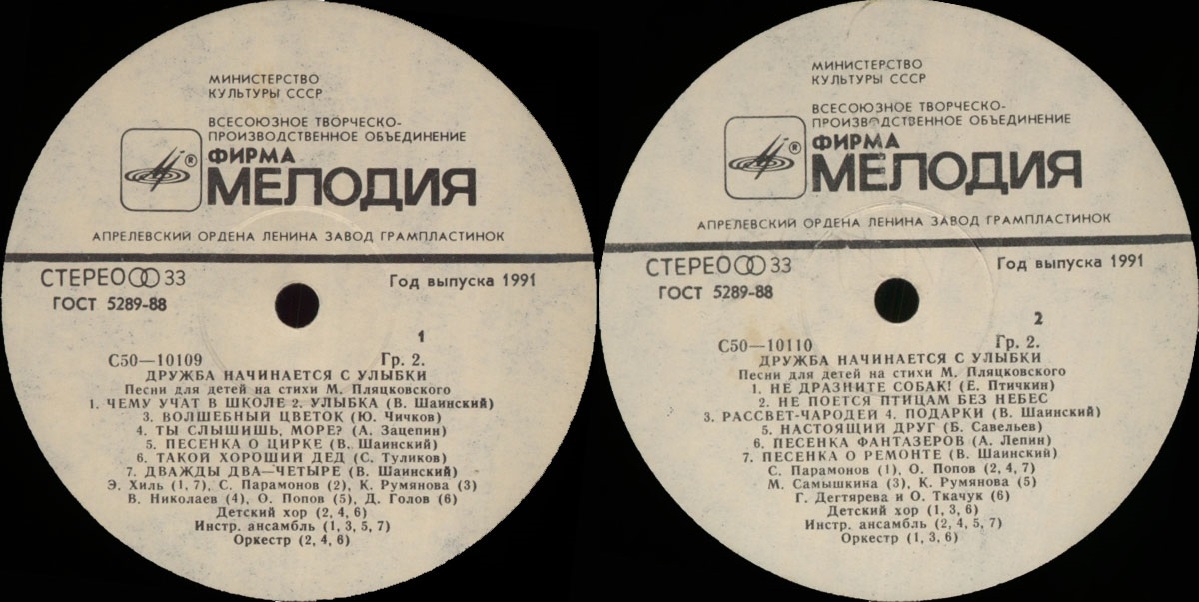 МИНИСТЕРСТВО
КУЛЬТУРЫ СССР
ВСЕСОЮЗНОЕ ТВОРЧЕСКО-
ПРОИЗВОДСТВЕННОЕ ОБЪЕДИНЕНИЕ
®
ФИРМА
МЕЛОДИЯ
АПРЕЛЕВСКИЙ ОРДЕНА ЛЕНИНА ЗАВОД ГРАМПЛАСТИНОК
СТЕРЕО 33
Год выпуска 1991
ГОСТ 5289-88
1
С50—10109 Гр. 2.
ДРУЖБА НАЧИНАЕТСЯ С УЛЫБКИ
Песни для детей на стихи М. Пляцковского
1. ЧЕМУ УЧАТ В ШКОЛЕ 2. УЛЫБКА (В. Шаинский)
3. ВОЛШЕБНЫЙ ЦВЕТОК (Ю. Чичков)
4. ТЫ СЛЫШИШЬ, МОРЕ? (А. Зацепин)
5. ПЕСЕНКА О ЦИРКЕ (В. Шаинский)
6. ТАКОЙ ХОРОШИЙ ДЕД (С. Туликов)
7. ДВАЖДЫ ДВА—ЧЕТЫРЕ (В. Шаинский)
Э. Хиль (1, 7), С. Парамонов (2), К. Румянова (3)
В. Николаев (4), О. Попов (5), Д. Голов (6)
Детский хор (2, 4, 6)
Инстр. ансамбль (1, 3, 5, 7)
Оркестр (2, 4, 6)
МИНИСТЕРСТВО
КУЛЬТУРЫ СССР
ВСЕСОЮЗНОЕ ТВОРЧЕСКО-
ПРОИЗВОДСТВЕННОЕ ОБЪЕДИНЕНИЕ
®
ФИРМА
МЕЛОДИЯ
АПРЕЛЕВСКИЙ ОРДЕНА ЛЕНИНА ЗАВОД ГРАМПЛАСТИНОК
СТЕРЕО 33
Год выпуска 1991
ГОСТ 5289-88
2
С50—10110 Гр. 2.
ДРУЖБА НАЧИНАЕТСЯ С УЛЫБКИ
Песни для детей на стихи М. Пляцковского
1. НЕ ДРАЗНИТЕ СОБАК! (Е. Птичкин)
2. НЕ ПОЕТСЯ ПТИЦАМ БЕЗ НЕБЕС
3. РАССВЕТ-ЧАРОДЕЙ 4. ПОДАРКИ (В. Шаинский)
5. НАСТОЯЩИЙ ДРУГ (Б. Савельев)
6. ПЕСЕНКА ФАНТАЗЕРОВ (А. Лепин)
7. ПЕСЕНКА О РЕМОНТЕ (В. Шаинский)
С. Парамонов (1), О. Попов (2, 4, 7)
М. Самышкина (3), К. Румянова (5)
Г. Дегтярева и О. Ткачук (6)
Детский хор (1, 3, 6)
Инстр. ансамбль (2, 4, 5, 7)
Оркестр (1, 3, 6)